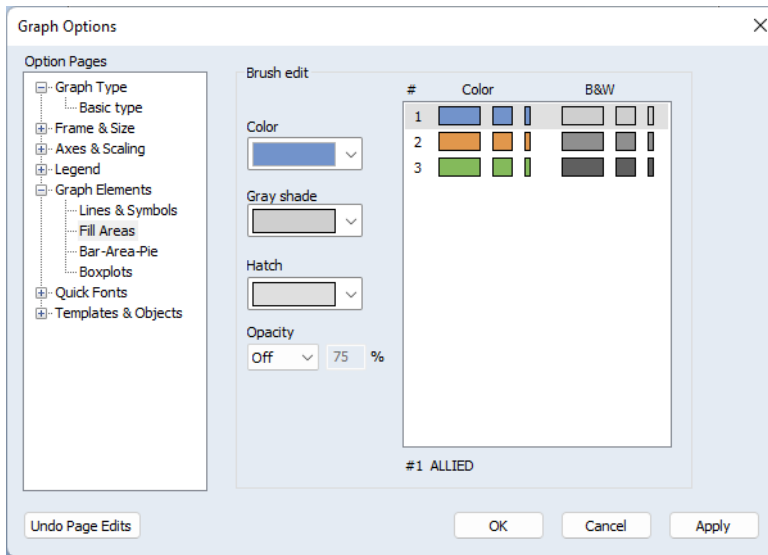 Graph Options
Option Pages
Graph Type
Basic type
Frame & Size
Axes & Scaling
Legend
Graph Elements
Lines & Symbols
Fill Areas
Bar-Area-Pie
Boxplots
Quick Fonts
Templates & Objects
Brush edit
Color
Gray shade
Hatch
Opacity
Off 75 %
# Color B&W
1
2
3
#1 ALLIED
Undo Page Edits OK Cancel Apply